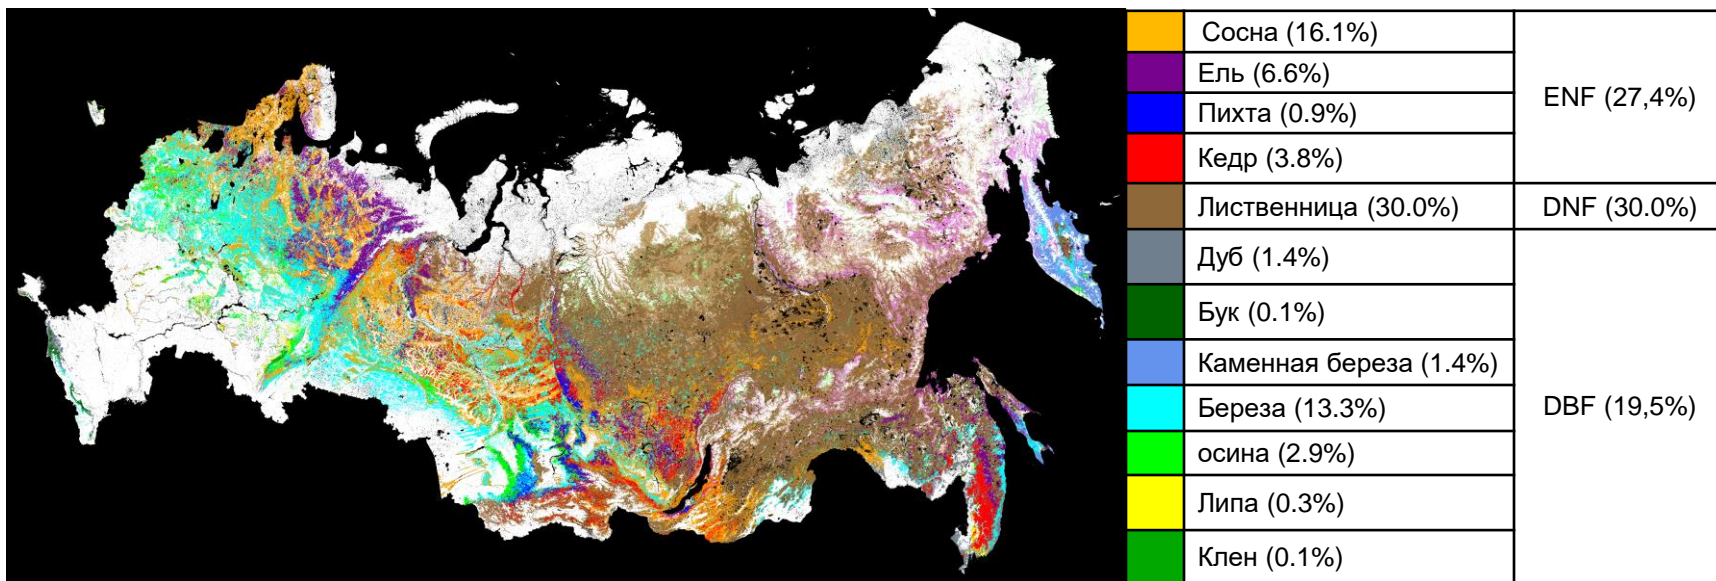 Сосна (16.1%)
Ель (6.6%)
Пихта (0.9%)
Кедр (3.8%)
ENF (27,4%)
Лиственница (30.0%)
DNF (30.0%)
Дуб (1.4%)
Бук (0.1%)
Каменная береза (1.4%)
Береза (13.3%)
осина (2.9%)
Липа (0.3%)
Клен (0.1%)
DBF (19,5%)